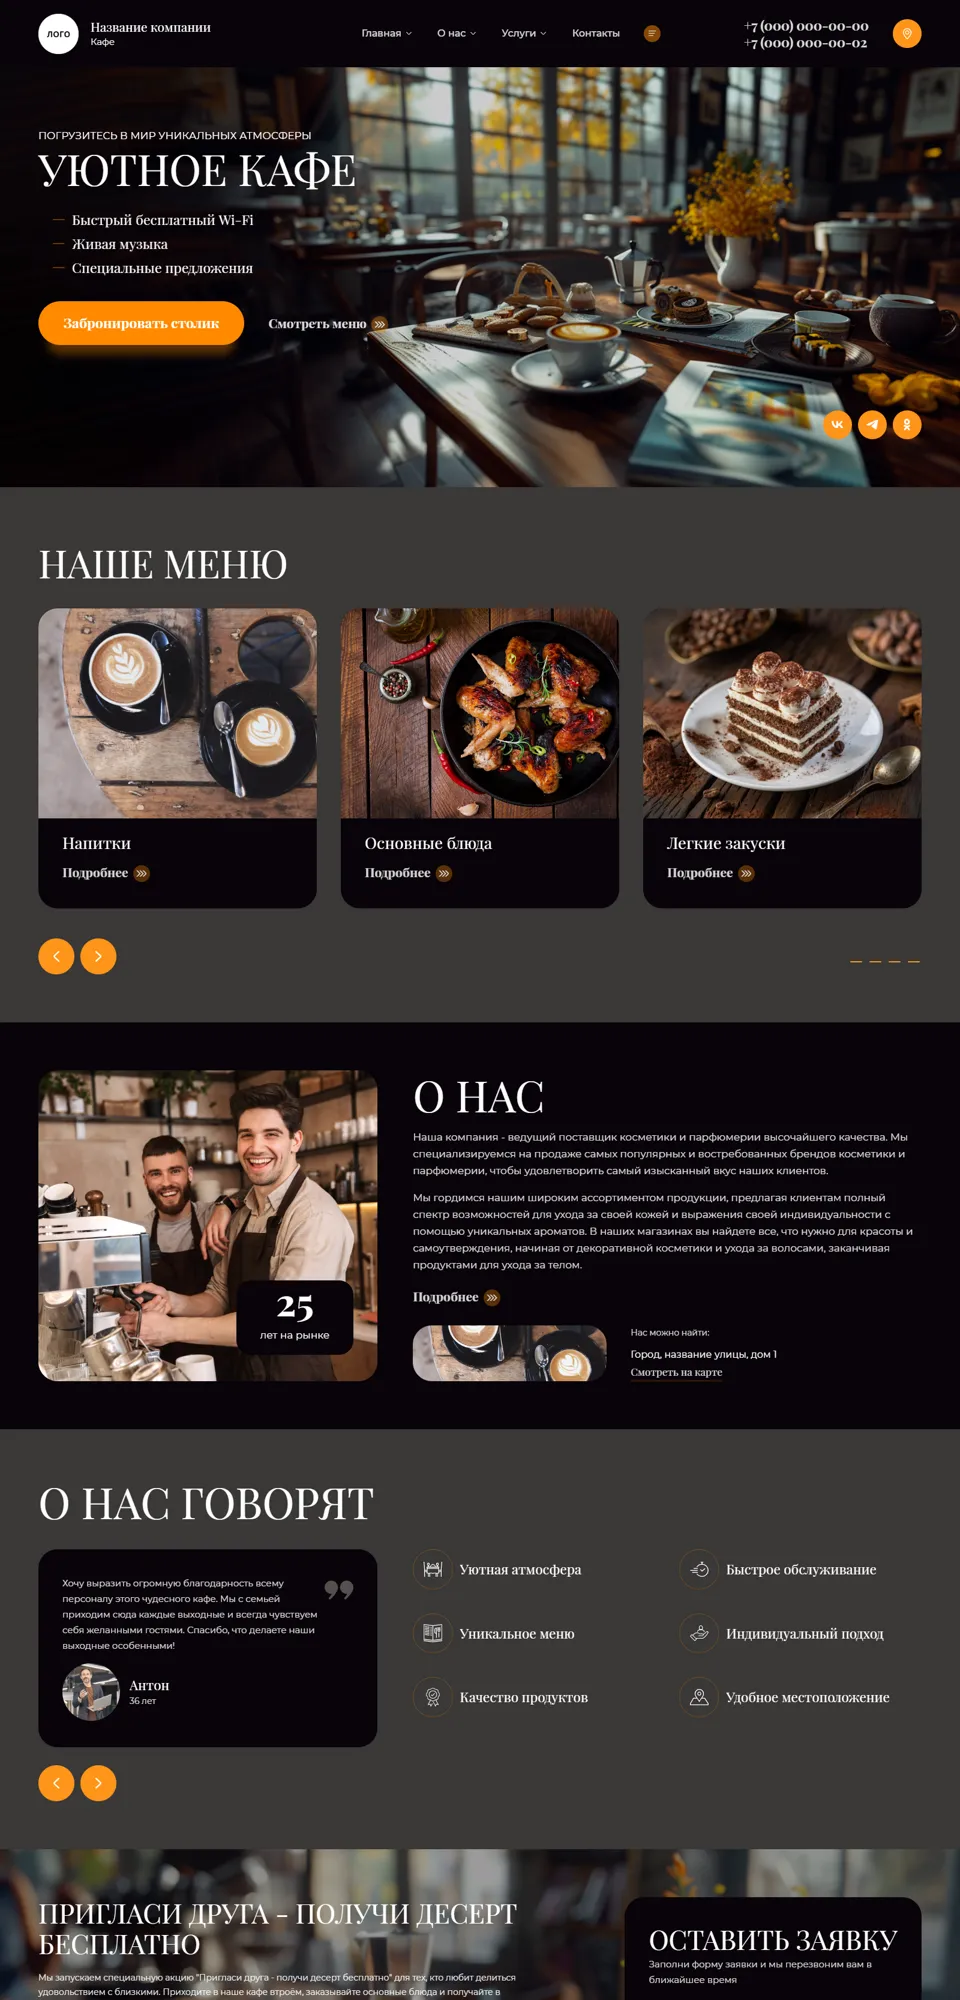 ЛОГО
Название компании
Кафе
Главная
О нас
Услуги
Контакты
+7 (000) 000-00-00
+7 (000) 000-00-02
ПОГРУЗИТЕСЬ В МИР УНИКАЛЬНЫХ АТМОСФЕРЫ
УЮТНОЕ КАФЕ
Быстрый бесплатный Wi-Fi
Живая музыка
Специальные предложения
Забронировать столик
Смотреть меню
НАШЕ МЕНЮ
Напитки
Подробнее
Основные блюда
Подробнее
Легкие закуски
Подробнее
25
лет на рынке
О НАС
Наша компания - ведущий поставщик косметики и парфюмерии высочайшего качества. Мы
специализируемся на продаже самых популярных и востребованных брендов косметики и
парфюмерии, чтобы удовлетворить самый изысканный вкус наших клиентов.
Мы гордимся нашим широким ассортиментом продукции, предлагая клиентам полный
спектр возможностей для ухода за своей кожей и выражения своей индивидуальности с
помощью уникальных ароматов. В наших магазинах вы найдете все, что нужно для красоты и
самоутверждения, начиная от декоративной косметики и ухода за волосами, заканчивая
продуктами для ухода за телом.
Подробнее
Нас можно найти:
Город, название улицы, дом 1
Смотреть на карте
О НАС ГОВОРЯТ
Хочу выразить огромную благодарность всему
персоналу этого чудесного кафе. Мы с семьей
приходим сюда каждые выходные и всегда чувствуем
себя желанными гостями. Спасибо, что делаете наши
выходные особенными!
Антон
36 лет
Уютная атмосфера
Быстрое обслуживание
Уникальное меню
Индивидуальный подход
Качество продуктов
Удобное местоположение
ПРИГЛАСИ ДРУГА - ПОЛУЧИ ДЕСЕРТ
БЕСПЛАТНО
Мы запускаем специальную акцию "Пригласи друга - получи десерт бесплатно" для тех, кто любит делиться
удовольствием с близкими. Приходите в наше кафе втроём, заказывайте основные блюда и получайте в
ОСТАВИТЬ ЗАЯВКУ
Заполни форму заявки и мы перезвоним вам в
ближайшее время